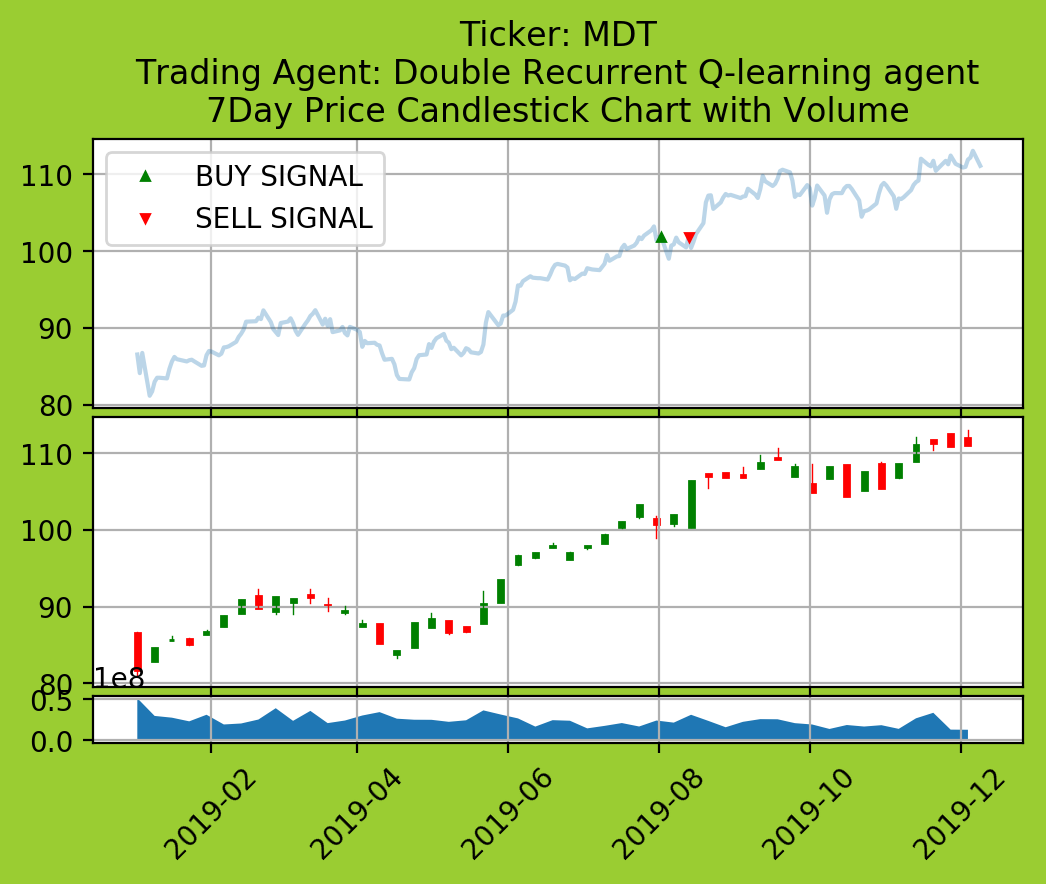 Ticker: MDT
Trading Agent: Double Recurrent Q-learning agent
7Day Price Candlestick Chart with Volume
BUY SIGNAL
SELL SIGNAL
110
100
90
80
110
100
90
80
1e8
0.5
0.0
2019-02
2019-04
2019-06
2019-08
2019-10
2019-12